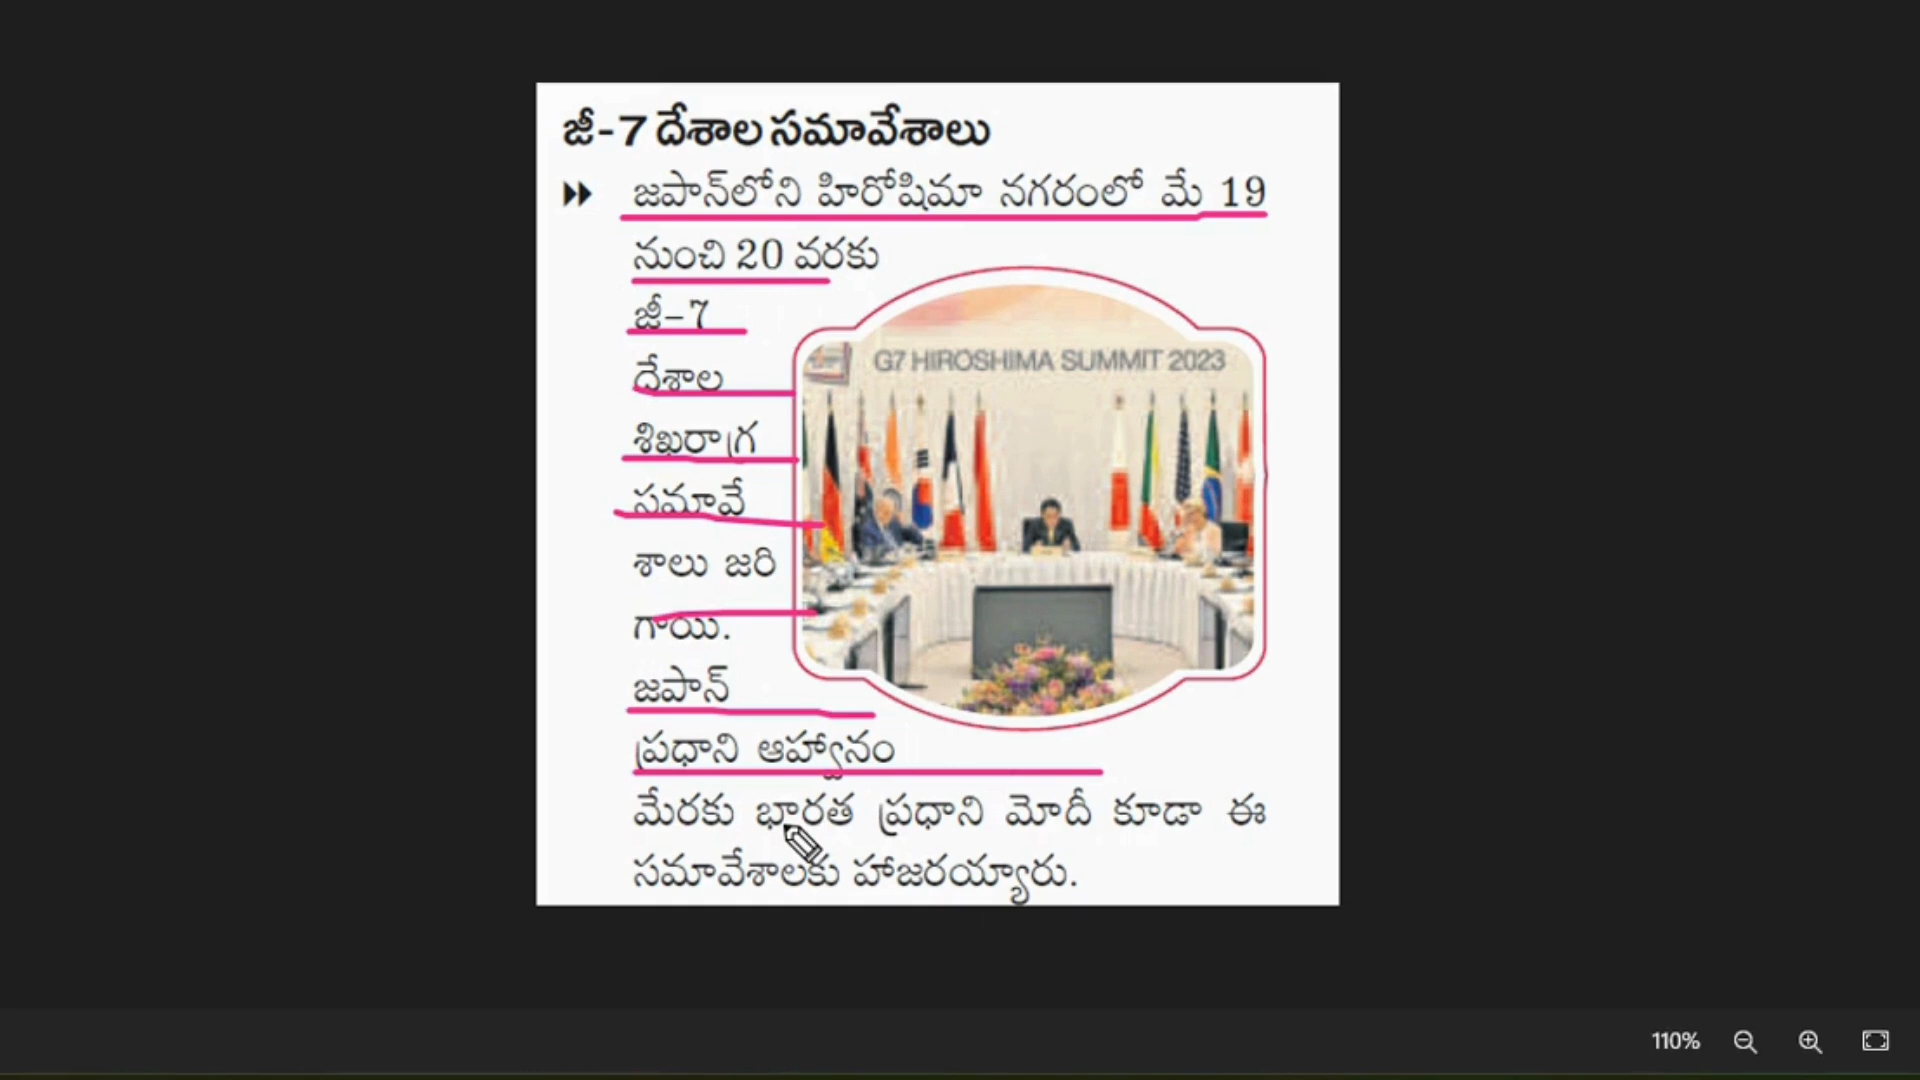 జీ-7 దేశాల సమావేశాలు
జపాన్‌లోని హిరోషిమా నగరంలో మే 19
నుంచి 20 వరకు
జీ-7
దేశాల
శిఖరాగ్ర
సమావే
శాలు జరి
గాయి.
జపాన్
ప్రధాని ఆహ్వానం
మేరకు భారత ప్రధాని మోదీ కూడా ఈ
సమావేశాలకు హాజరయ్యారు.
G7 HIROSHIMA SUMMIT 2023
110%